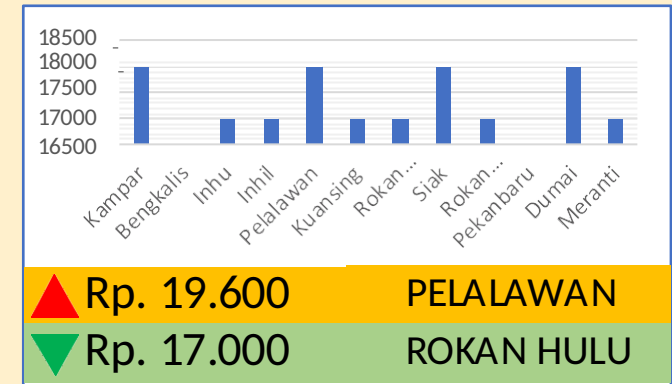 18500
18000
17500
17000
16500
Kampar
Bengkalis
Inhu
Inhil
Pelalawan
Kuansing
Rokan...
Siak
Rokan...
Pekanbaru
Dumai
Meranti
Rp. 19.600 PELALAWAN
Rp. 17.000 ROKAN HULU